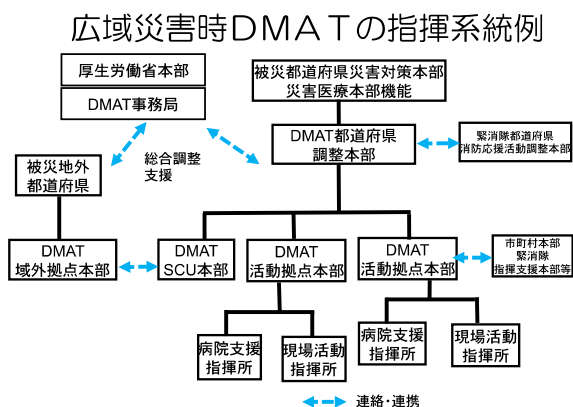 広域災害時DMATの指揮系統例
厚生労働省本部
DMAT事務局
被災都道府県災害対策本部
災害医療本部機能
DMAT都道府県
調整本部
緊消隊都道府県
消防応援活動調整本部
総合調整
支援
被災地外
都道府県
DMAT
域外拠点本部
DMAT
SCU本部
DMAT
活動拠点本部
DMAT
活動拠点本部
市町村本部
緊消隊
指揮支援本部等
病院支援
指揮所
現場活動
指揮所
病院支援
指揮所
現場活動
指揮所
連絡・連携